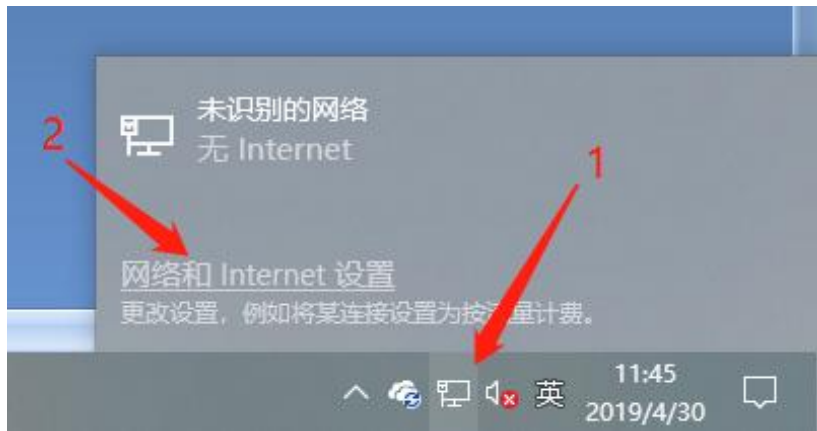 未识别的网络
2
无 Internet
1
网络和 Internet 设置
更改设置，例如将某连接设置为按流量计费。
英
11:45
2019/4/30